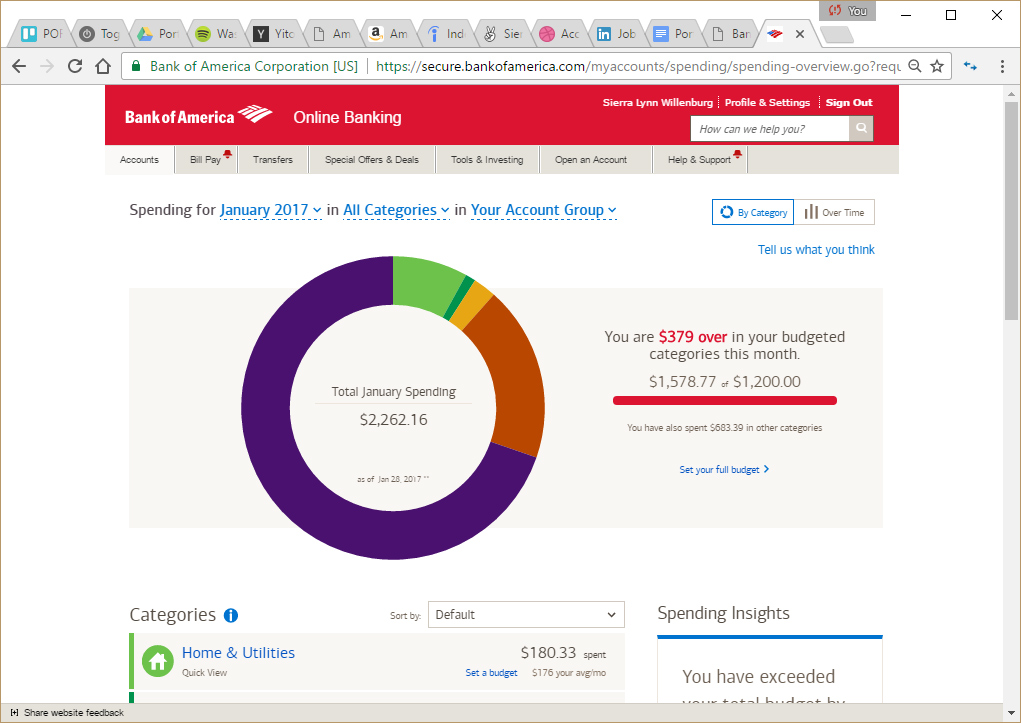 You
POF
Tog
Por
Wa
Yito
Am
Am
Ind
Sier
Acc
Job
Por
Ban
Bank of America Corporation [US]
https://secure.bankofamerica.com/myaccounts/spending/spending-overview.go?requ
Bank of America
Online Banking
Sierra Lynn Willenburg
Profile & Settings
Sign Out
How can we help you?
Accounts
Bill Pay
Transfers
Special Offers & Deals
Tools & Investing
Open an Account
Help & Support
Spending for January 2017 in All Categories in Your Account Group
By Category
Over Time
Tell us what you think
Total January Spending
$2,262.16
as of Jan 28, 2017 **
You are $379 over in your budgeted
categories this month.
$1,578.77 of $1,200.00
You have also spent $683.39 in other categories
Set your full budget
Categories
Sort by:
Default
Home & Utilities
$180.33 spent
Quick View
Set a budget
$176 your avg/mo
Spending Insights
You have exceeded
your total budget by
[+] Share website feedback